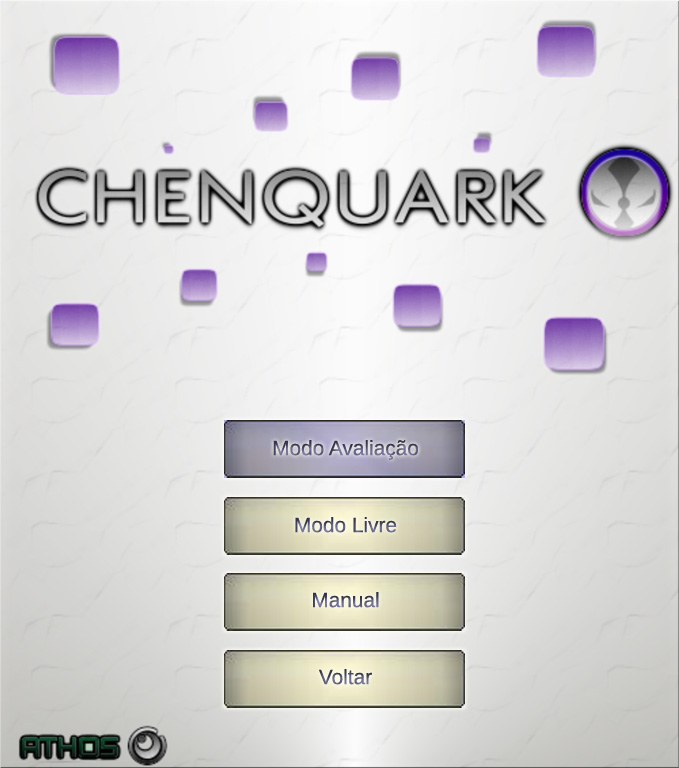 CHENQUARK
Modo Avaliação
Modo Livre
Manual
Voltar
ATHOS